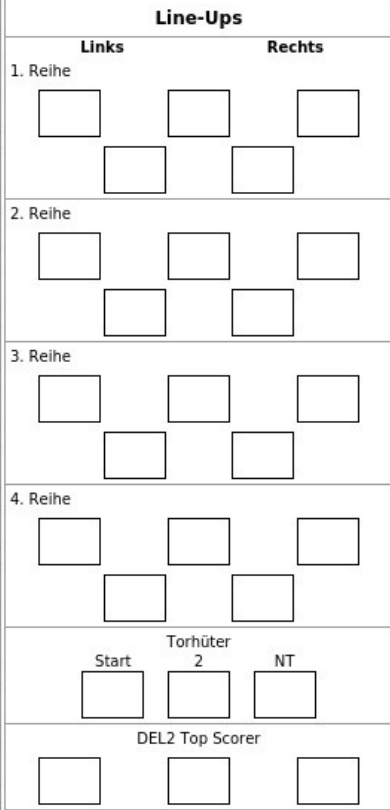 Line-Ups
Links Rechts
1. Reihe
2. Reihe
3. Reihe
4. Reihe
Torhüter
Start 2 NT
DEL2 Top Scorer